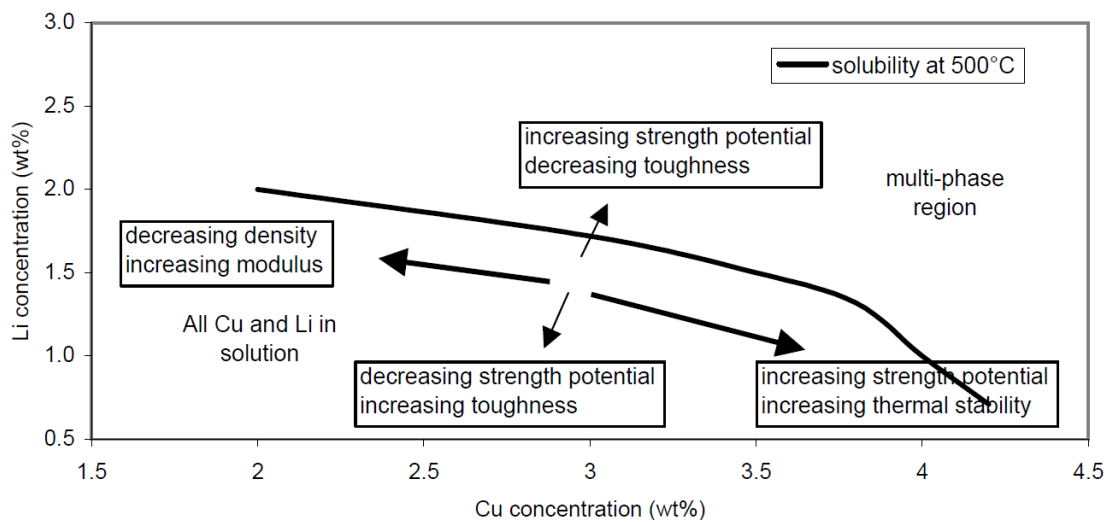 3.0
solubility at 500°C
2.5
increasing strength potential
decreasing toughness
multi-phase
region
2.0
decreasing density
increasing modulus
1.5
All Cu and Li in
solution
1.0
decreasing strength potential
increasing toughness
increasing strength potential
increasing thermal stability
0.5
Li concentration (wt%)
1.5 2 2.5 3 3.5 4 4.5
Cu concentration (wt%)